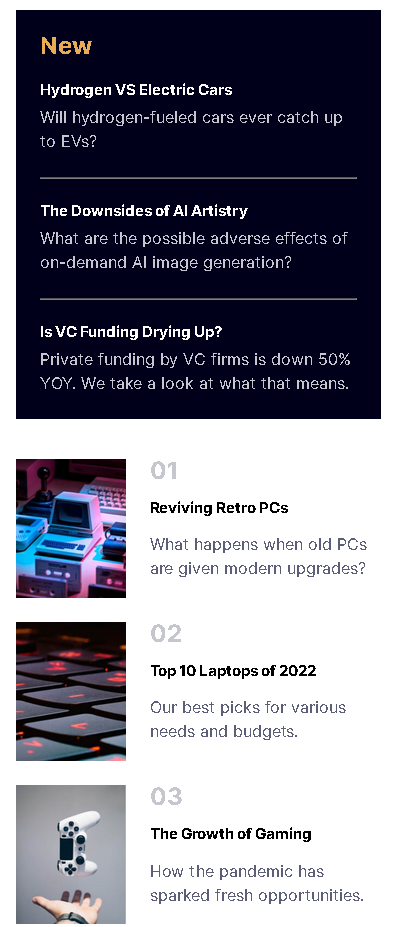 New
Hydrogen VS Electric Cars
Will hydrogen-fueled cars ever catch up
to EVs?
The Downsides of AI Artistry
What are the possible adverse effects of
on-demand AI image generation?
Is VC Funding Drying Up?
Private funding by VC firms is down 50%
YOY. We take a look at what that means.
01
Reviving Retro PCs
What happens when old PCs
are given modern upgrades?
02
Top 10 Laptops of 2022
Our best picks for various
needs and budgets.
03
The Growth of Gaming
How the pandemic has
sparked fresh opportunities.